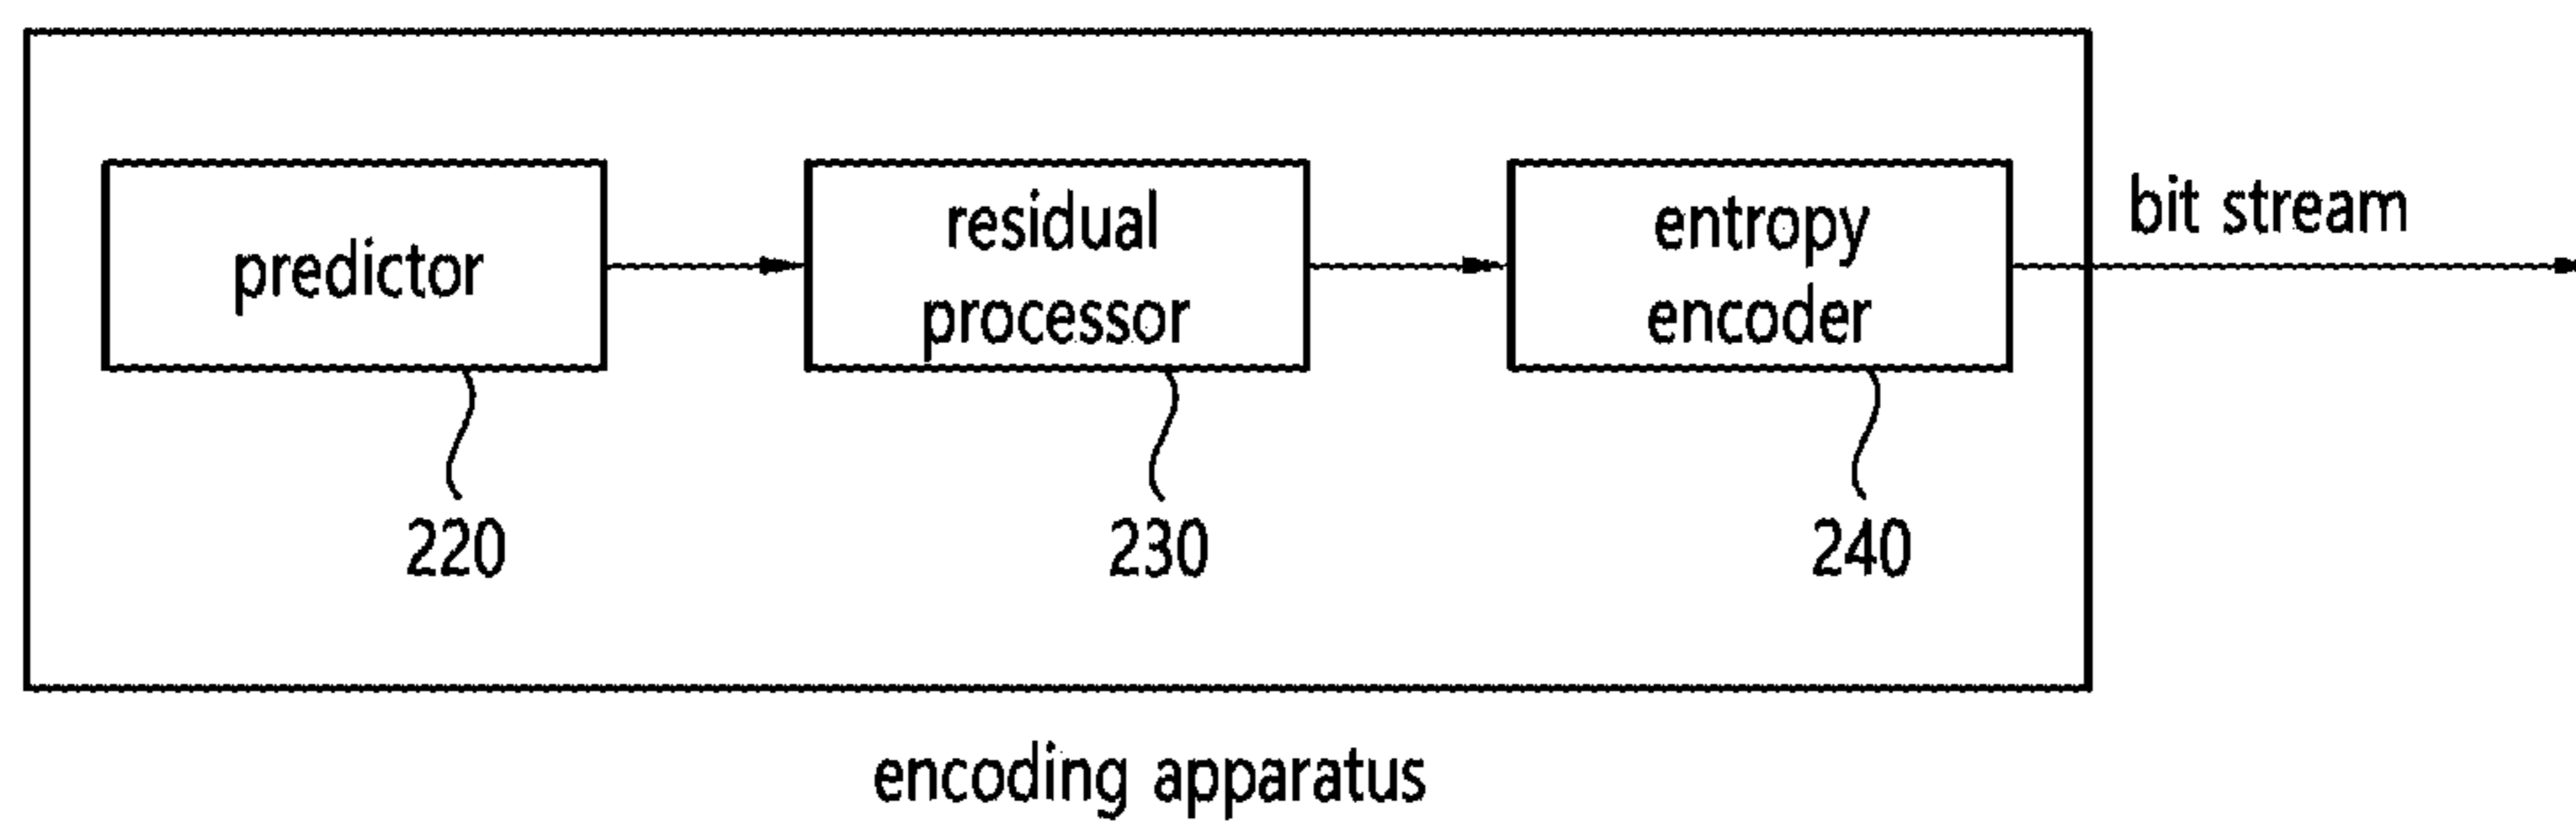 predictor
residual
processor
entropy
encoder
bit stream
220
230
240
encoding apparatus